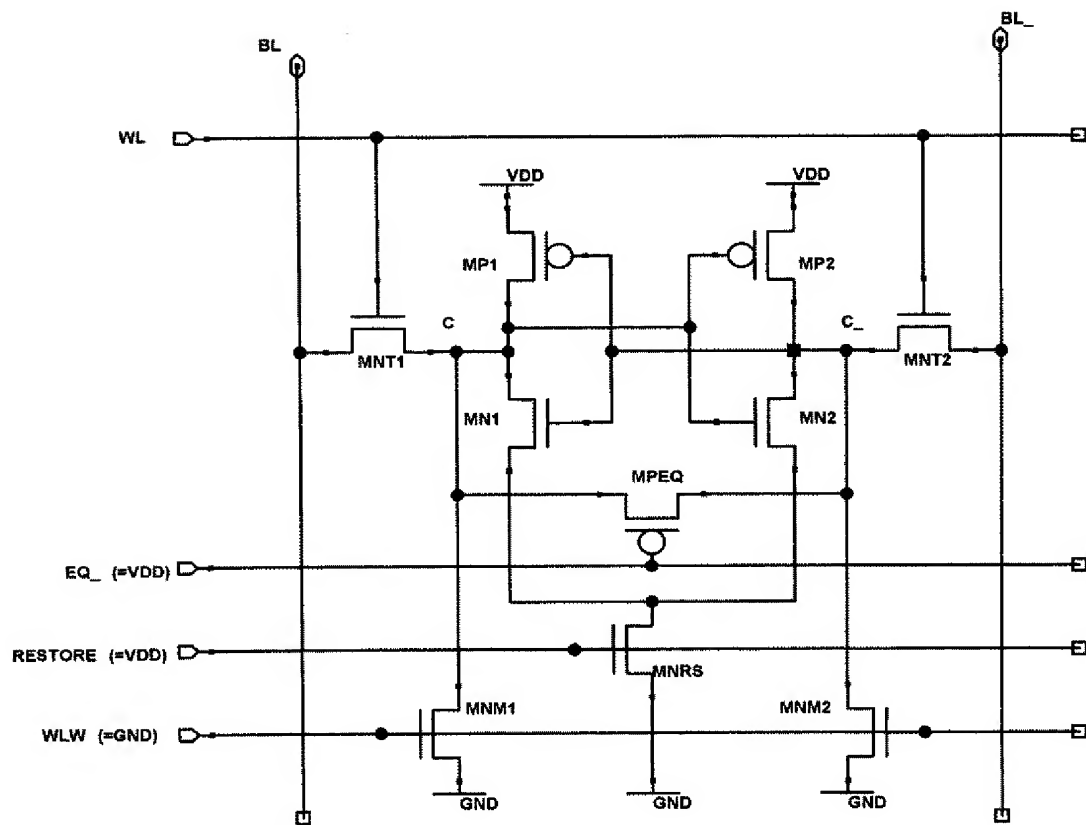 BL
BL_
WL
VDD
VDD
MP1
MP2
C
C_
MNT1
MNT2
MN1
MN2
MPEQ
EQ_ (=VDD)
RESTORE (=VDD)
MNRS
MNM1
MNM2
WLW (=GND)
GND
GND
GND